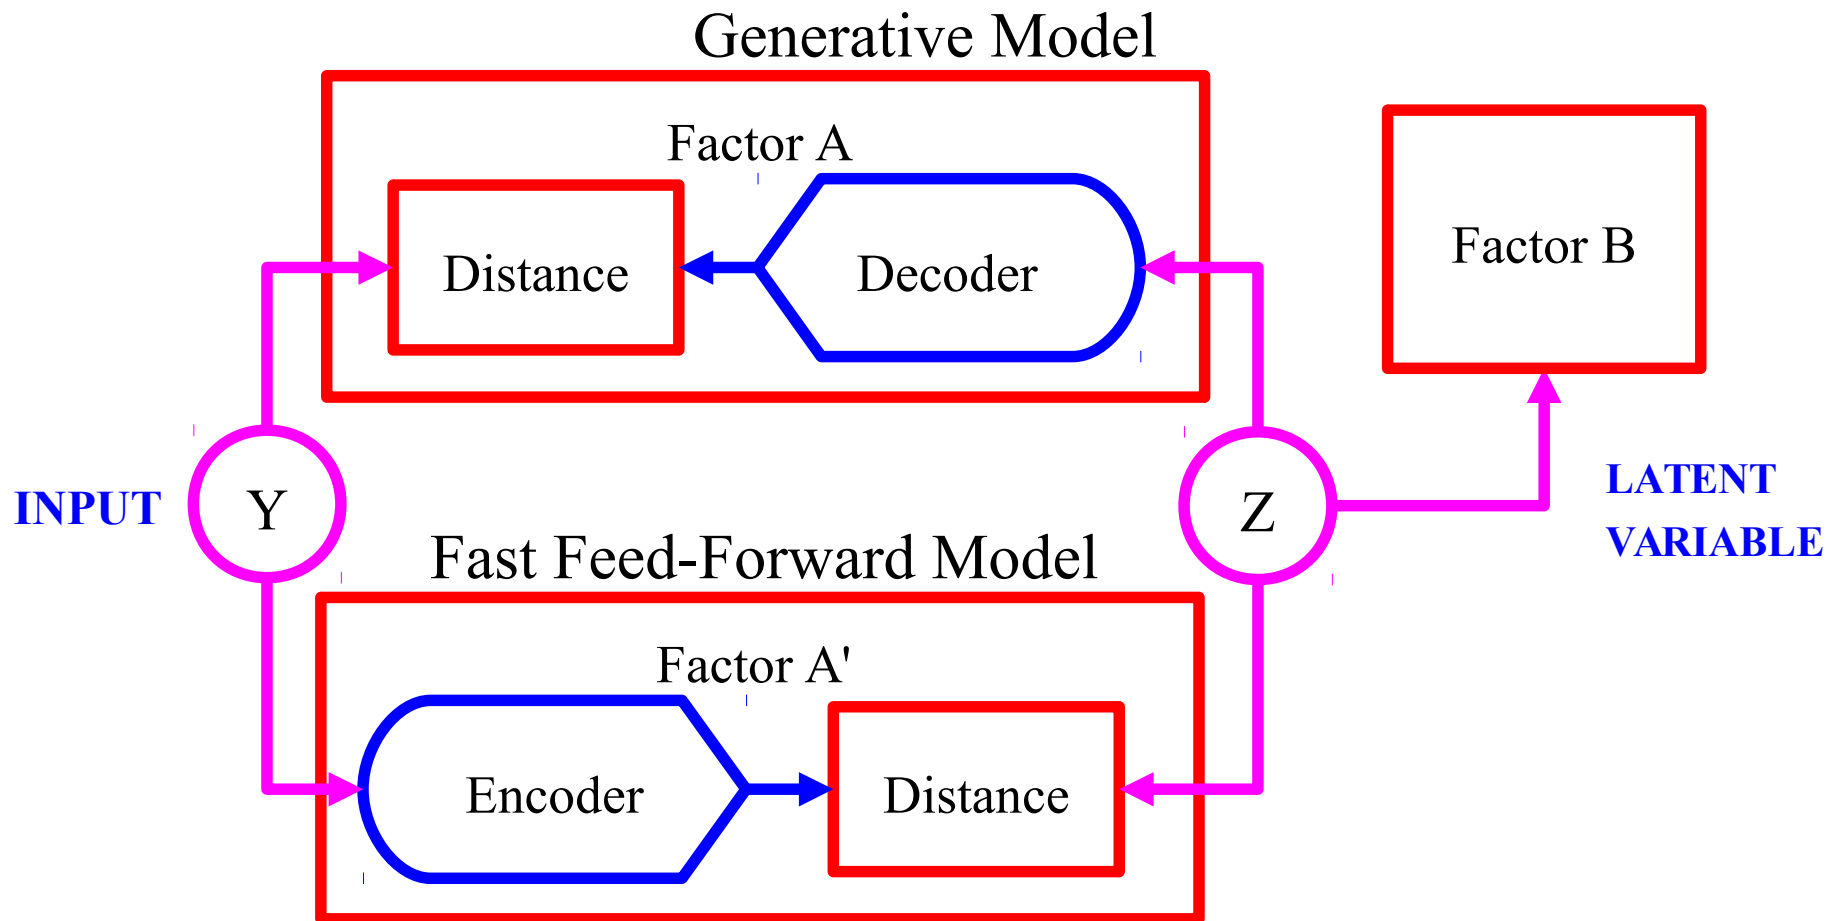 Generative Model
Factor A
Distance
Decoder
Factor B
INPUT
Y
Z
LATENT
VARIABLE
Fast Feed-Forward Model
Factor A'
Encoder
Distance